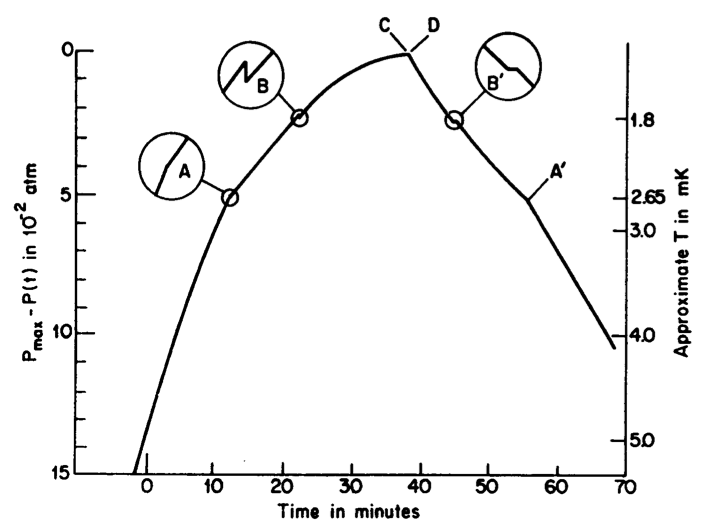 C D
0
B
B′
1.8
A
A′
5
2.65
3.0
10
4.0
5.0
15
0 10 20 30 40 50 60 70
Time in minutes
Pmax - P(t) in 10⁻² atm
Approximate T in mK